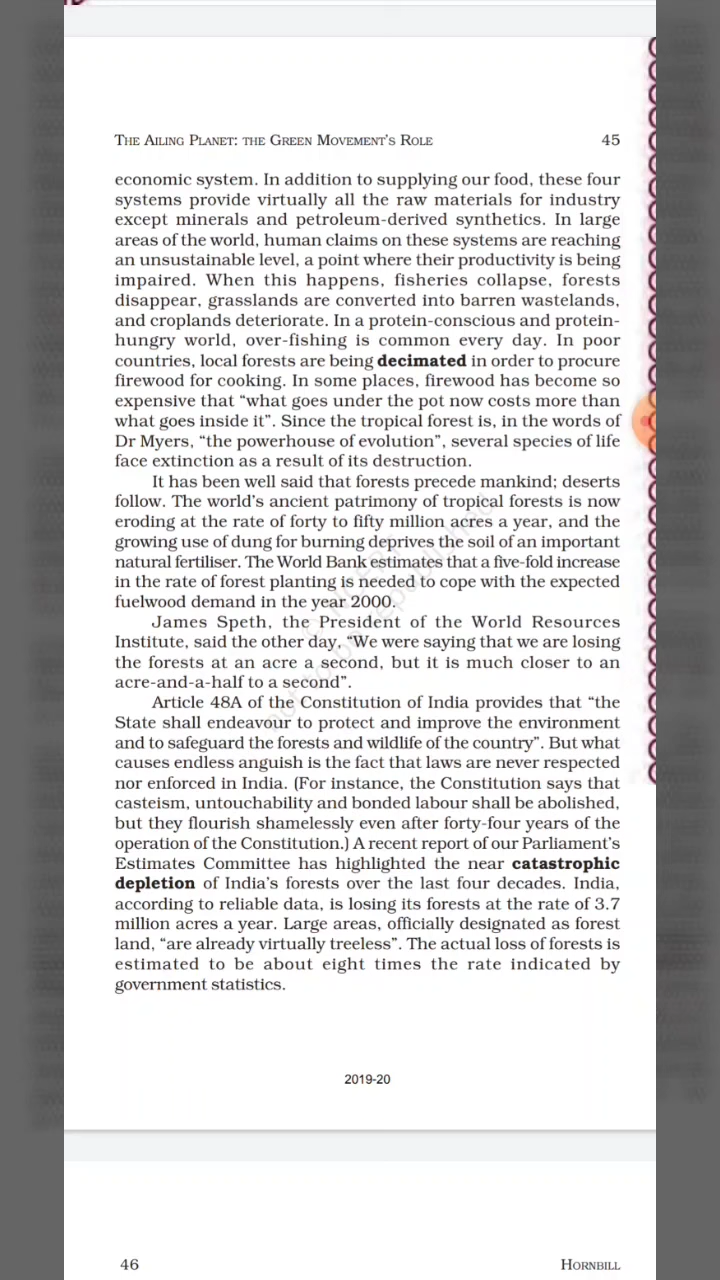 THE AILING PLANET: THE GREEN MOVEMENT'S ROLE 45
economic system. In addition to supplying our food, these four
systems provide virtually all the raw materials for industry
except minerals and petroleum-derived synthetics. In large
areas of the world, human claims on these systems are reaching
an unsustainable level, a point where their productivity is being
impaired. When this happens, fisheries collapse, forests
disappear, grasslands are converted into barren wastelands,
and croplands deteriorate. In a protein-conscious and protein-
hungry world, over-fishing is common every day. In poor
countries, local forests are being decimated in order to procure
firewood for cooking. In some places, firewood has become so
expensive that “what goes under the pot now costs more than
what goes inside it”. Since the tropical forest is, in the words of
Dr Myers, “the powerhouse of evolution”, several species of life
face extinction as a result of its destruction.
It has been well said that forests precede mankind; deserts
follow. The world's ancient patrimony of tropical forests is now
eroding at the rate of forty to fifty million acres a year, and the
growing use of dung for burning deprives the soil of an important
natural fertiliser. The World Bank estimates that a five-fold increase
in the rate of forest planting is needed to cope with the expected
fuelwood demand in the year 2000.
James Speth, the President of the World Resources
Institute, said the other day, “We were saying that we are losing
the forests at an acre a second, but it is much closer to an
acre-and-a-half to a second”.
Article 48A of the Constitution of India provides that “the
State shall endeavour to protect and improve the environment
and to safeguard the forests and wildlife of the country”. But what
causes endless anguish is the fact that laws are never respected
nor enforced in India. (For instance, the Constitution says that
casteism, untouchability and bonded labour shall be abolished,
but they flourish shamelessly even after forty-four years of the
operation of the Constitution.) A recent report of our Parliament's
Estimates Committee has highlighted the near catastrophic
depletion of India's forests over the last four decades. India,
according to reliable data, is losing its forests at the rate of 3.7
million acres a year. Large areas, officially designated as forest
land, “are already virtually treeless”. The actual loss of forests is
estimated to be about eight times the rate indicated by
government statistics.
© NCERT
not to be republished
2019-20
46 HORNBILL